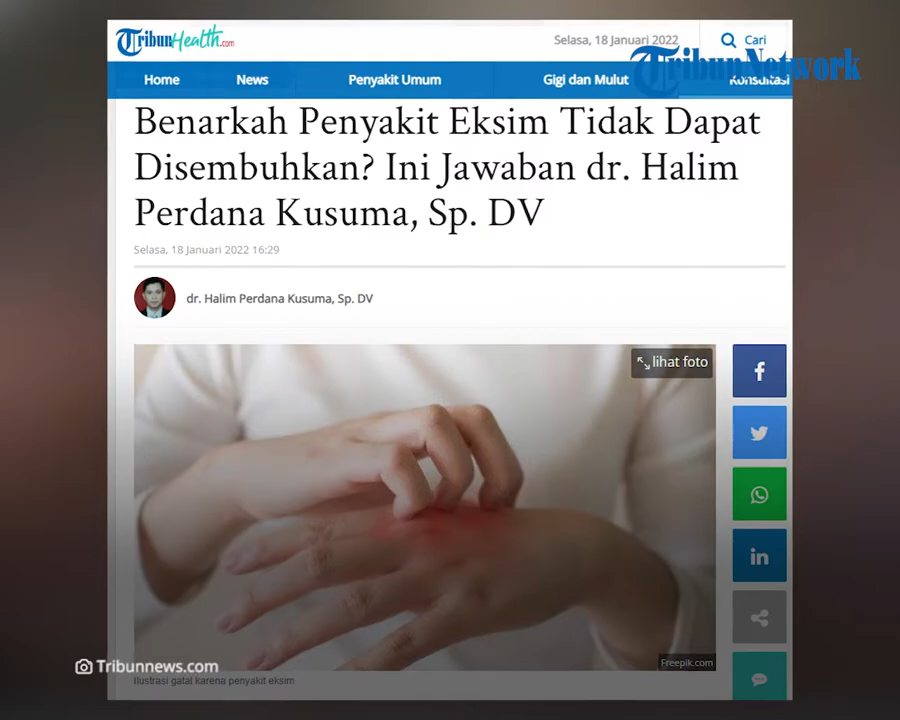 TribunHealth.com
Selasa, 18 Januari 2022
Cari
TribunNetwork
Home News Penyakit Umum Gigi dan Mulut Konsultasi
Benarkah Penyakit Eksim Tidak Dapat
Disembuhkan? Ini Jawaban dr. Halim
Perdana Kusuma, Sp. DV
Selasa, 18 Januari 2022 16:29
dr. Halim Perdana Kusuma, Sp. DV
lihat foto
f
in
Freepik.com
Tribunnews.com
Ilustrasi gatal karena penyakit eksim